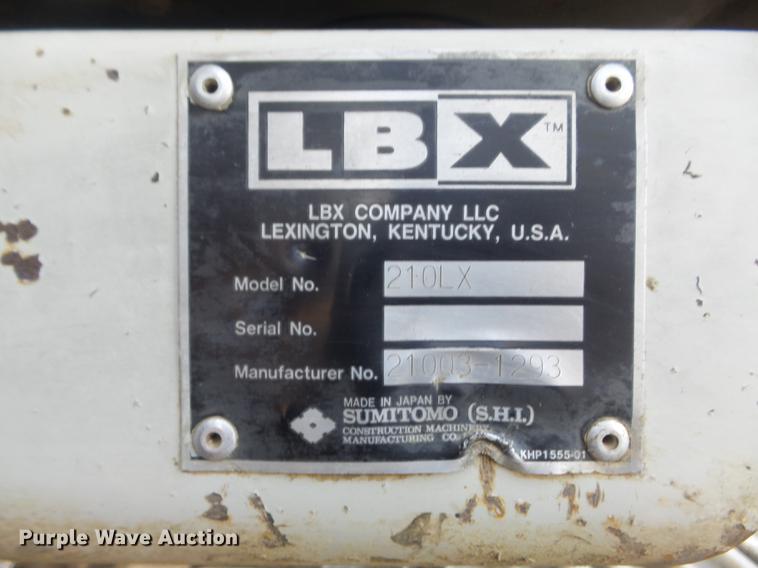 LBX™
LBX COMPANY LLC
LEXINGTON, KENTUCKY, U.S.A.
Model No. 210LX
Serial No.
Manufacturer No. 21003-1293
MADE IN JAPAN BY
SUMITOMO (S.H.I.)
CONSTRUCTION MACHINERY
MANUFACTURING CO.
KHP1555-01
Purple Wave Auction